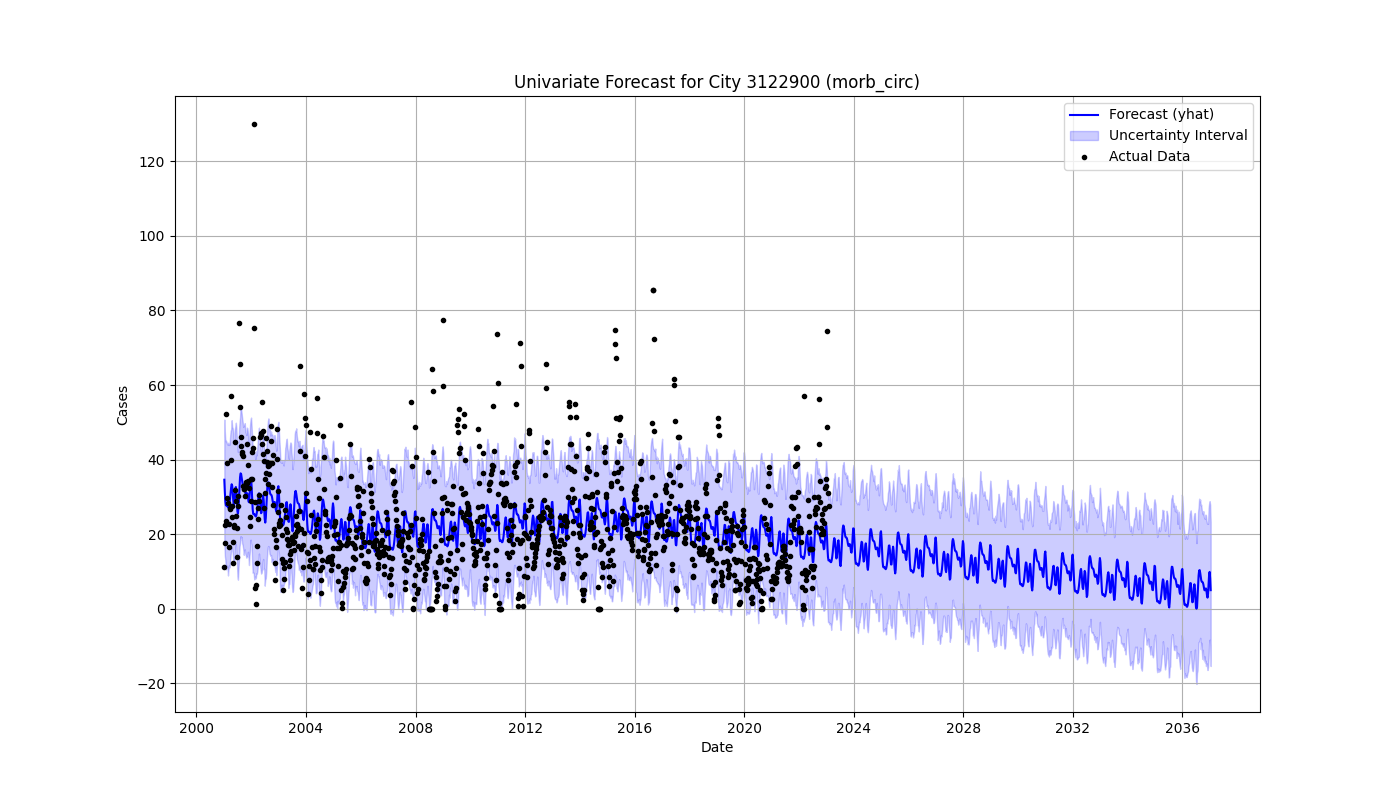 Univariate Forecast for City 3122900 (morb_circ)
Forecast (yhat)
Uncertainty Interval
Actual Data
120
100
80
60
40
20
0
−20
Cases
2000 2004 2008 2012 2016 2020 2024 2028 2032 2036
Date